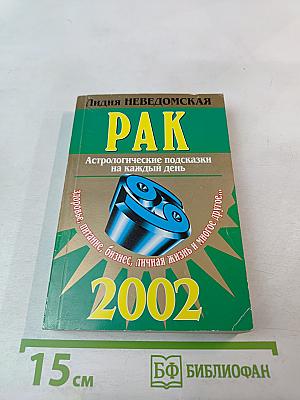 Лидия НЕВЕДОМСКАЯ
РАК
Астрологические подсказки
на каждый день
здоровье, питание, бизнес, личная жизнь и многое другое...
2002
15 см
БФ БИБЛИОФАН